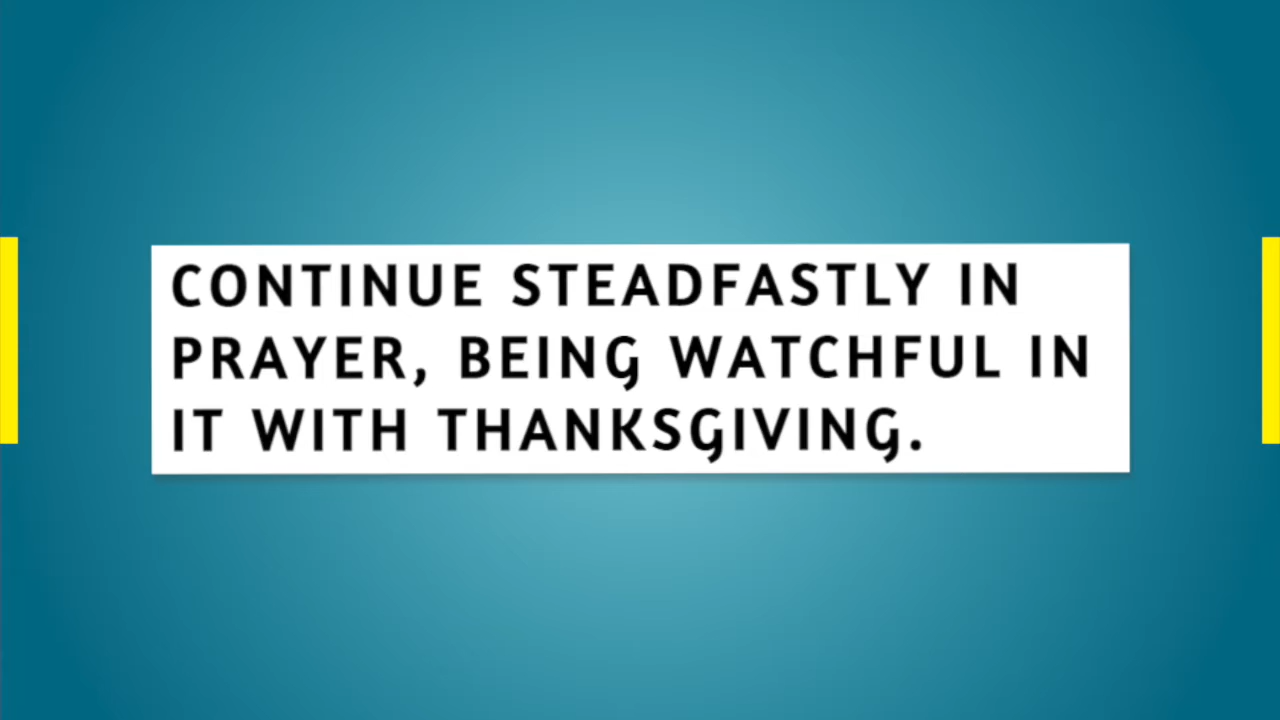 CONTINUE STEADFASTLY IN
PRAYER, BEING WATCHFUL IN
IT WITH THANKSGIVING.